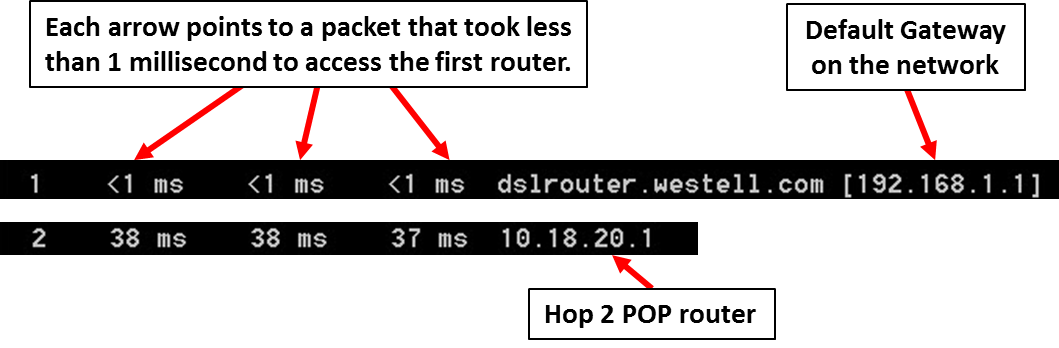 Each arrow points to a packet that took less
than 1 millisecond to access the first router.
Default Gateway
on the network
1 <1 ms <1 ms <1 ms dslrouter.westell.com [192.168.1.1]
2 38 ms 38 ms 37 ms 10.18.20.1
Hop 2 POP router